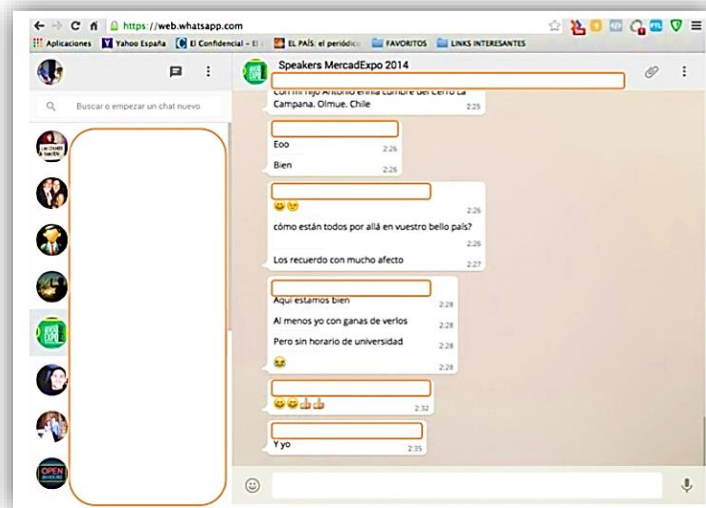 https://web.whatsapp.com
Aplicaciones Yahoo España El Confidencial - El EL PAÍS: el periódico FAVORITOS LINKS INTERESANTES
Speakers MercadExpo 2014
Buscar o empezar un chat nuevo
Con mi hijo Antonio en la cumbre del Cerro La
Campana. Olmue. Chile 2:25
Eoo 2:26
Bien 2:26
2:26
cómo están todos por allá en vuestro bello país?
2:26
Los recuerdo con mucho afecto 2:27
Aquí estamos bien 2:28
Al menos yo con ganas de verlos 2:28
Pero sin horario de universidad 2:28
2:28
2:32
Y yo 2:35
OPEN